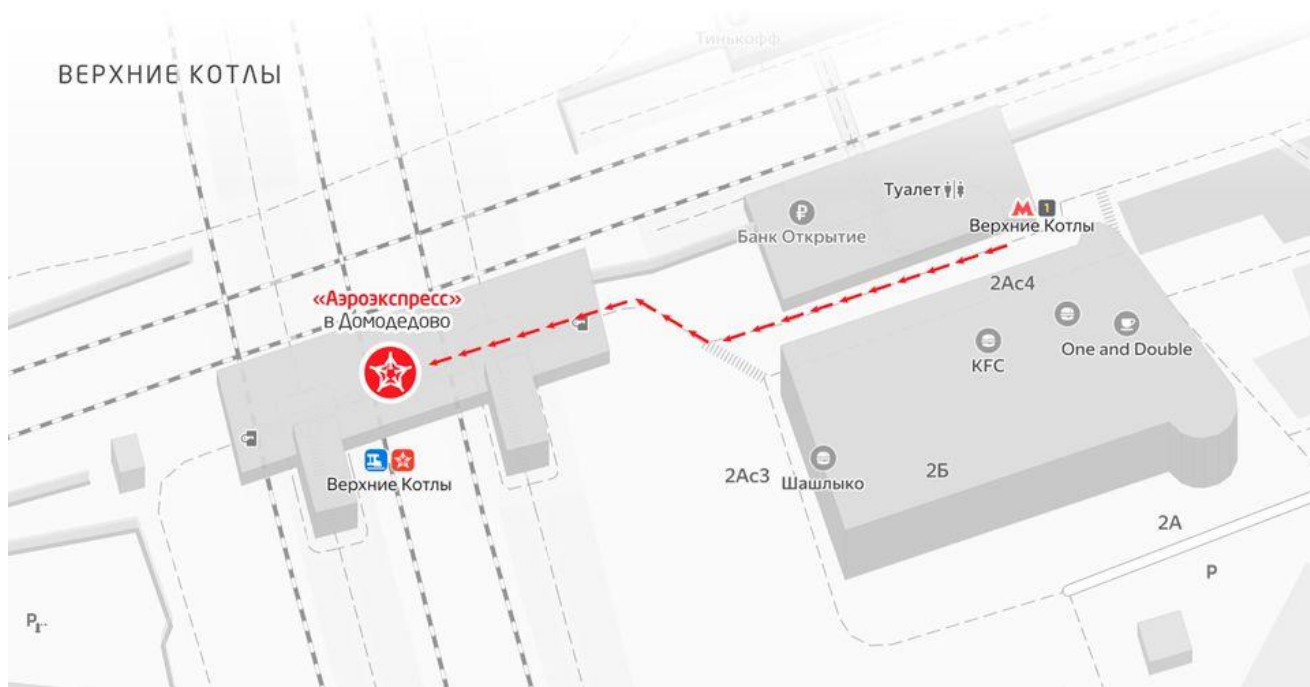 Тинькофф
ВЕРХНИЕ КОТЛЫ
Туалет
М 1
Верхние Котлы
₽
Банк Открытие
2Ас4
«Аэроэкспресс»
в Домодедово
One and Double
KFC
Верхние Котлы
2Ас3
Шашлыко
2Б
2А
P
P